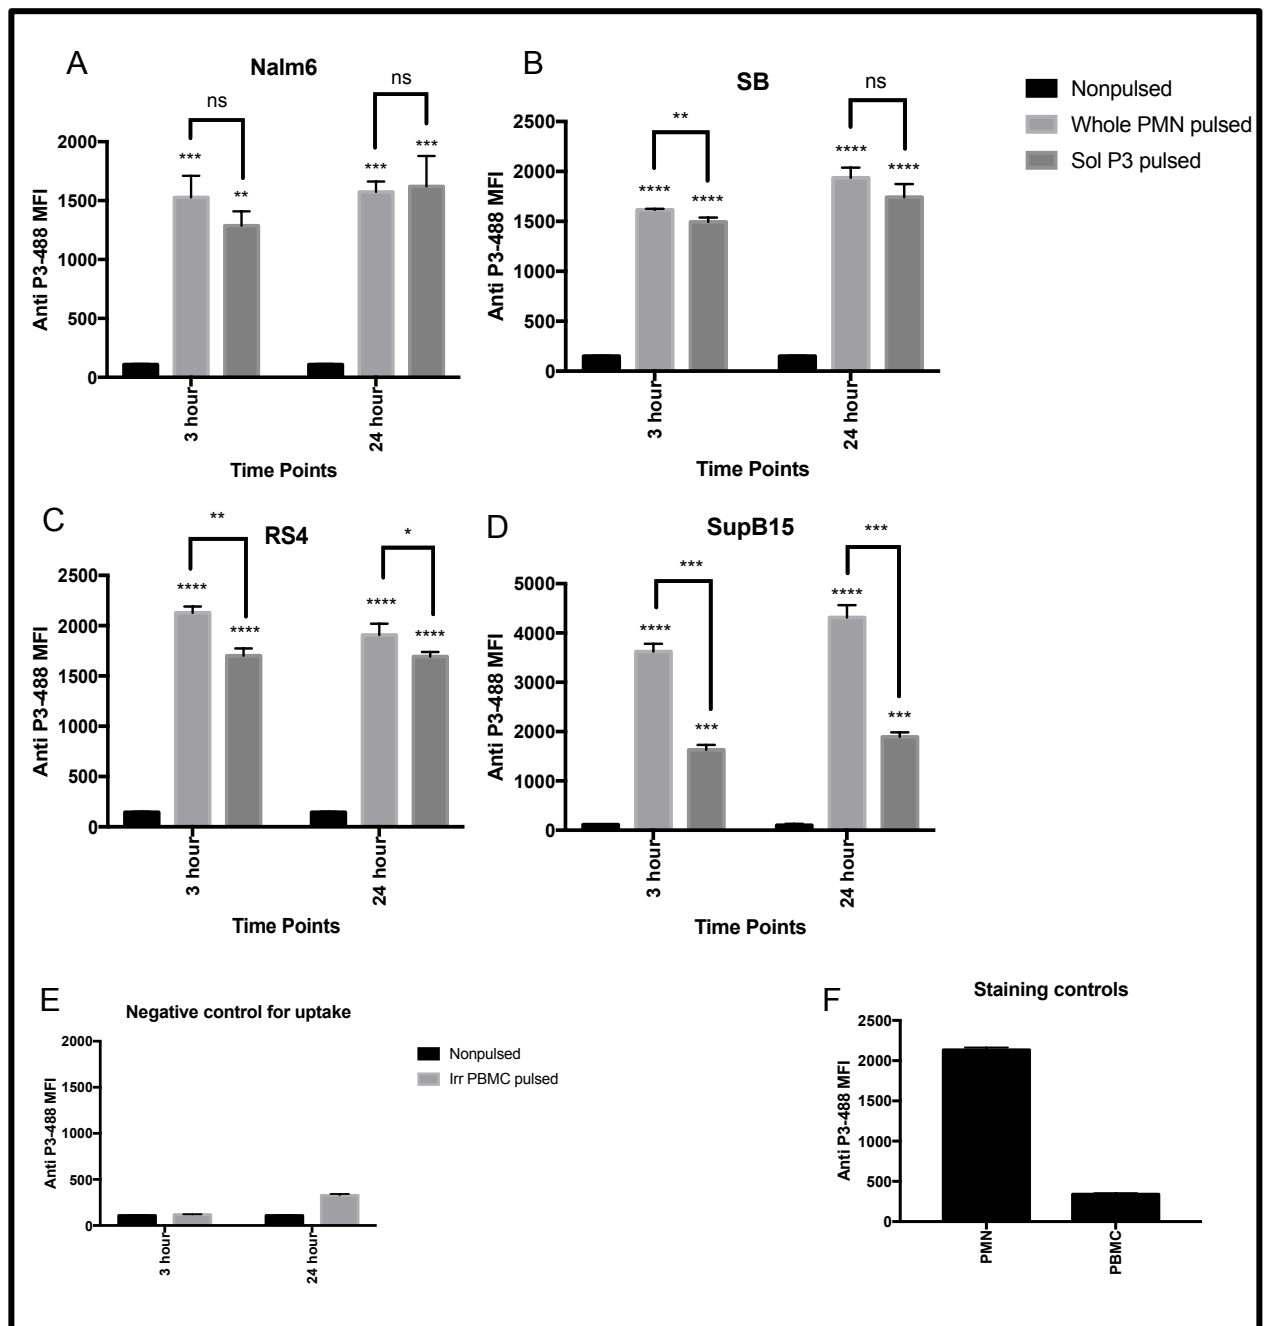 A
Nalm6
ns
ns
2000
1500
1000
500
0
Anti P3-488 MFI
***
**
***
***
3 hour
24 hour
Time Points
B
SB
**
ns
2500
2000
1500
1000
500
0
Anti P3-488 MFI
****
****
****
****
3 hour
24 hour
Time Points
Nonpulsed
Whole PMN pulsed
Sol P3 pulsed
C
RS4
**
*
2500
2000
1500
1000
500
0
Anti P3-488 MFI
****
****
****
****
3 hour
24 hour
Time Points
D
SupB15
***
***
5000
4000
3000
2000
1000
0
Anti P3-488 MFI
****
***
****
***
3 hour
24 hour
Time Points
E
Negative control for uptake
2000
1500
1000
500
0
Anti P3-488 MFI
3 hour
24 hour
Nonpulsed
Irr PBMC pulsed
F
Staining controls
2500
2000
1500
1000
500
0
Anti P3-488 MFI
PMN
PBMC